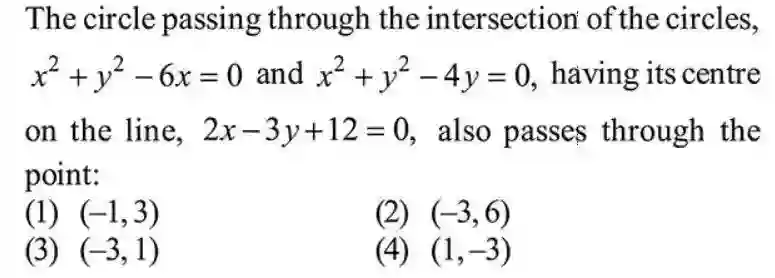 The circle passing through the intersection of the circles,
x² + y² – 6x = 0 and x² + y² – 4y = 0, having its centre
on the line, 2x – 3y + 12 = 0, also passes through the
point:
(1) (–1, 3) (2) (–3, 6)
(3) (–3, 1) (4) (1, –3)